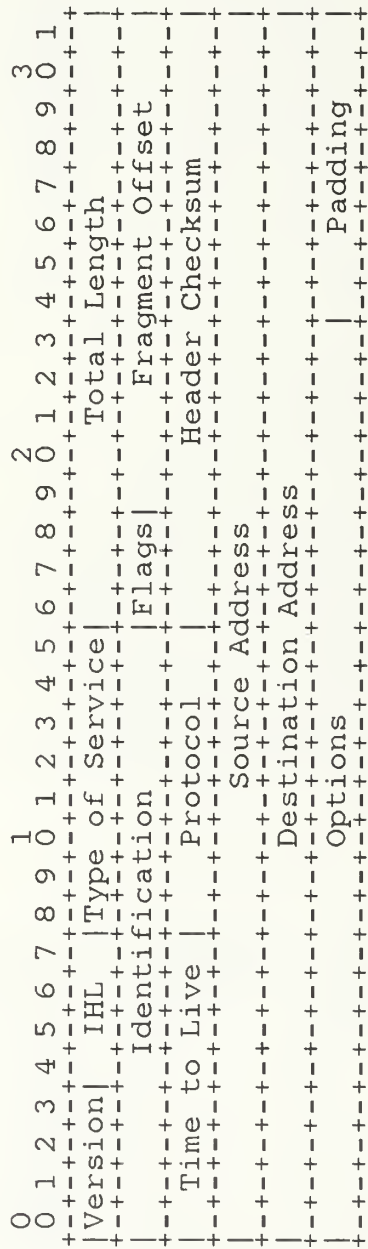 0                   1                   2                   3
 0 1 2 3 4 5 6 7 8 9 0 1 2 3 4 5 6 7 8 9 0 1 2 3 4 5 6 7 8 9 0 1
+-+-+-+-+-+-+-+-+-+-+-+-+-+-+-+-+-+-+-+-+-+-+-+-+-+-+-+-+-+-+-+-+
|Version|  IHL  |Type of Service|          Total Length         |
+-+-+-+-+-+-+-+-+-+-+-+-+-+-+-+-+-+-+-+-+-+-+-+-+-+-+-+-+-+-+-+-+
|         Identification        |Flags|      Fragment Offset    |
+-+-+-+-+-+-+-+-+-+-+-+-+-+-+-+-+-+-+-+-+-+-+-+-+-+-+-+-+-+-+-+-+
|  Time to Live |    Protocol   |         Header Checksum       |
+-+-+-+-+-+-+-+-+-+-+-+-+-+-+-+-+-+-+-+-+-+-+-+-+-+-+-+-+-+-+-+-+
|                       Source Address                          |
+-+-+-+-+-+-+-+-+-+-+-+-+-+-+-+-+-+-+-+-+-+-+-+-+-+-+-+-+-+-+-+-+
|                    Destination Address                        |
+-+-+-+-+-+-+-+-+-+-+-+-+-+-+-+-+-+-+-+-+-+-+-+-+-+-+-+-+-+-+-+-+
|                    Options                    |    Padding    |
+-+-+-+-+-+-+-+-+-+-+-+-+-+-+-+-+-+-+-+-+-+-+-+-+-+-+-+-+-+-+-+-+